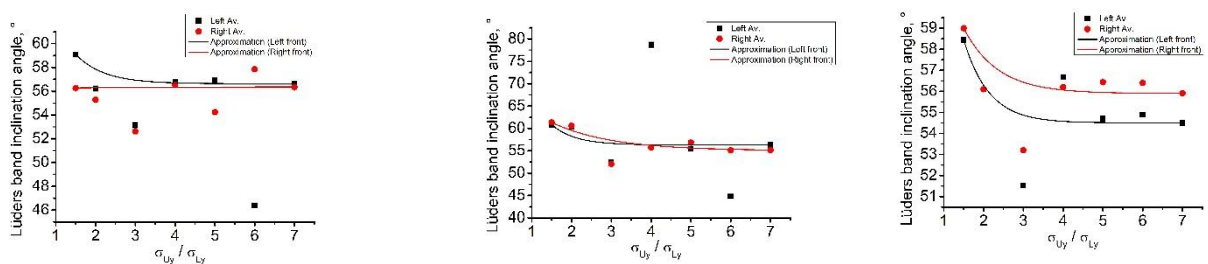 Left Av.
Right Av.
Approximation (Left front)
Approximation (Right front)
Lüders band inclination angle, °
60
58
56
54
52
50
48
46
1 2 3 4 5 6 7
σUy / σLy
Left Av.
Right Av.
Approximation (Left front)
Approximation (Right front)
Lüders band inclination angle, °
80
75
70
65
60
55
50
45
40
1 2 3 4 5 6 7
σUy / σLy
Left Av.
Right Av.
Approximation (Left front)
Approximation (Right front)
Lüders band inclination angle, °
59
58
57
56
55
54
53
52
51
1 2 3 4 5 6 7
σUy / σLy